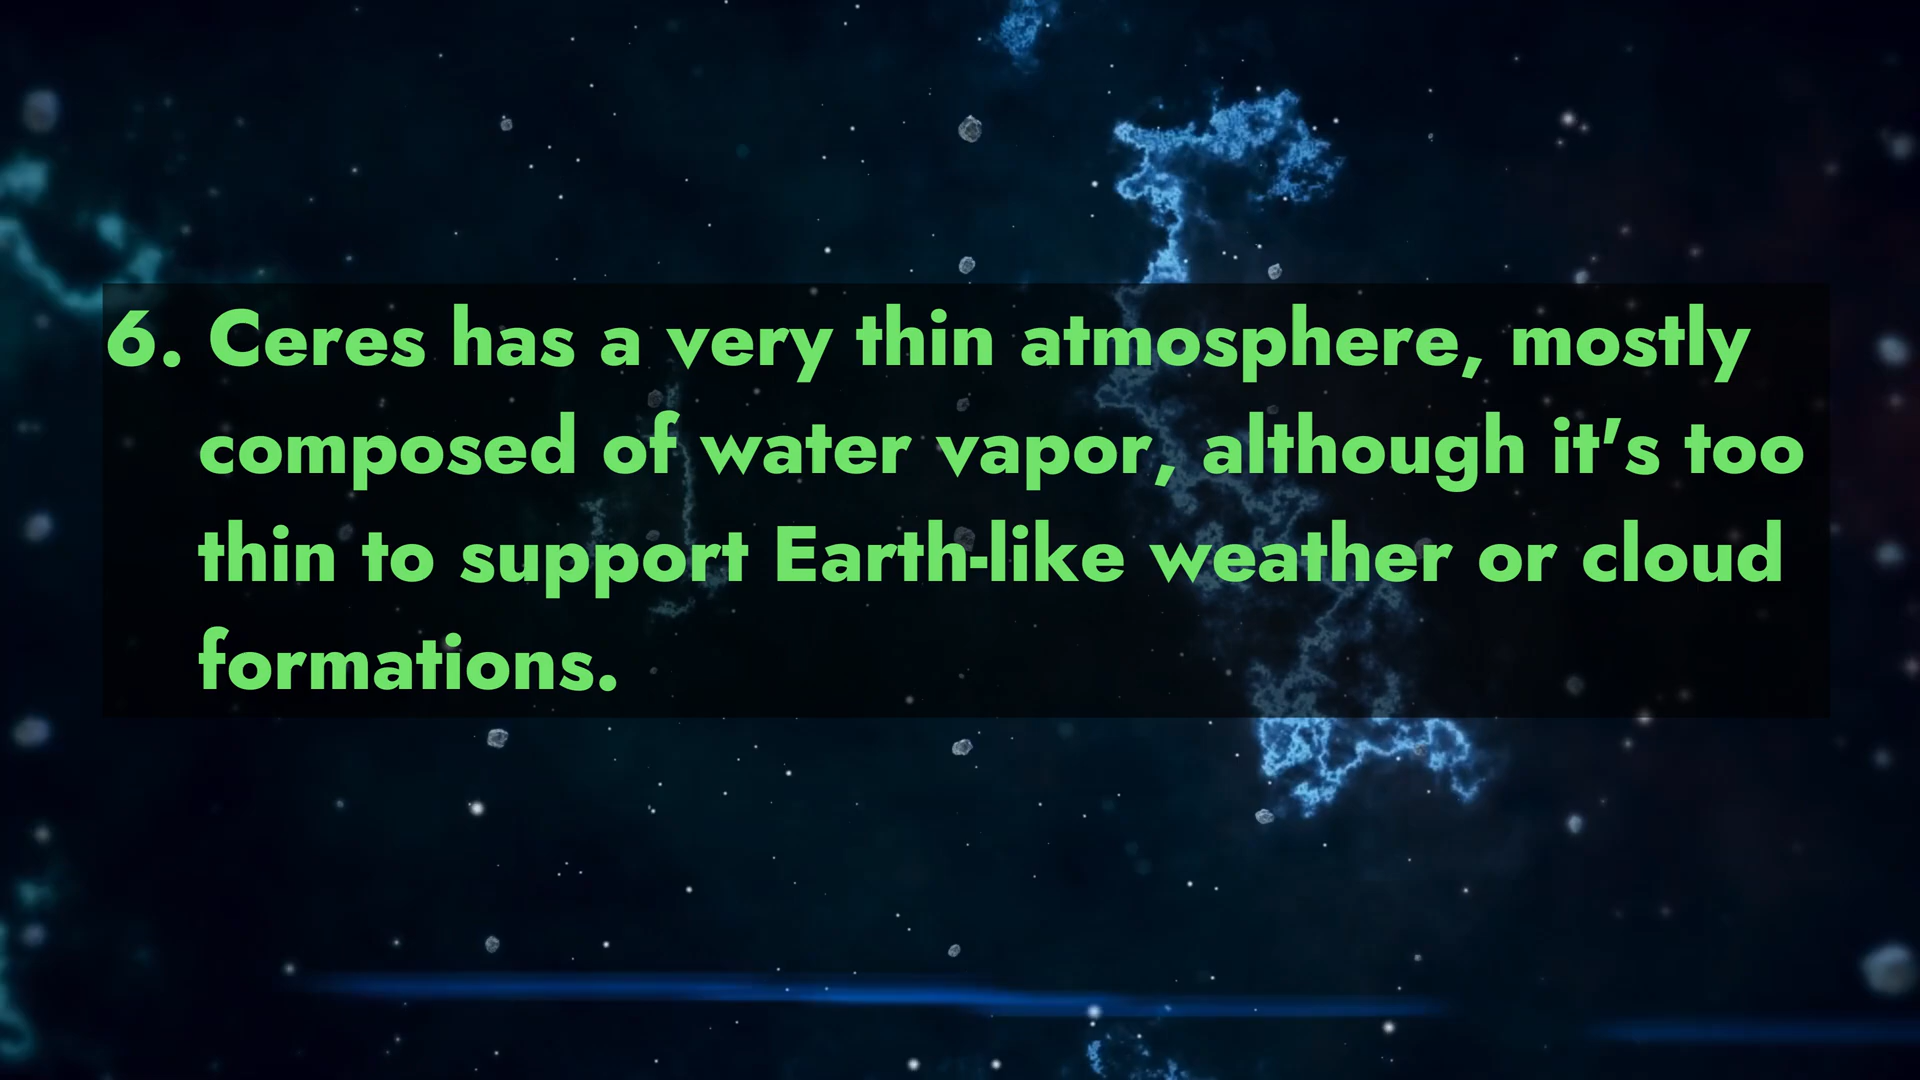 6. Ceres has a very thin atmosphere, mostly
composed of water vapor, although it's too
thin to support Earth-like weather or cloud
formations.